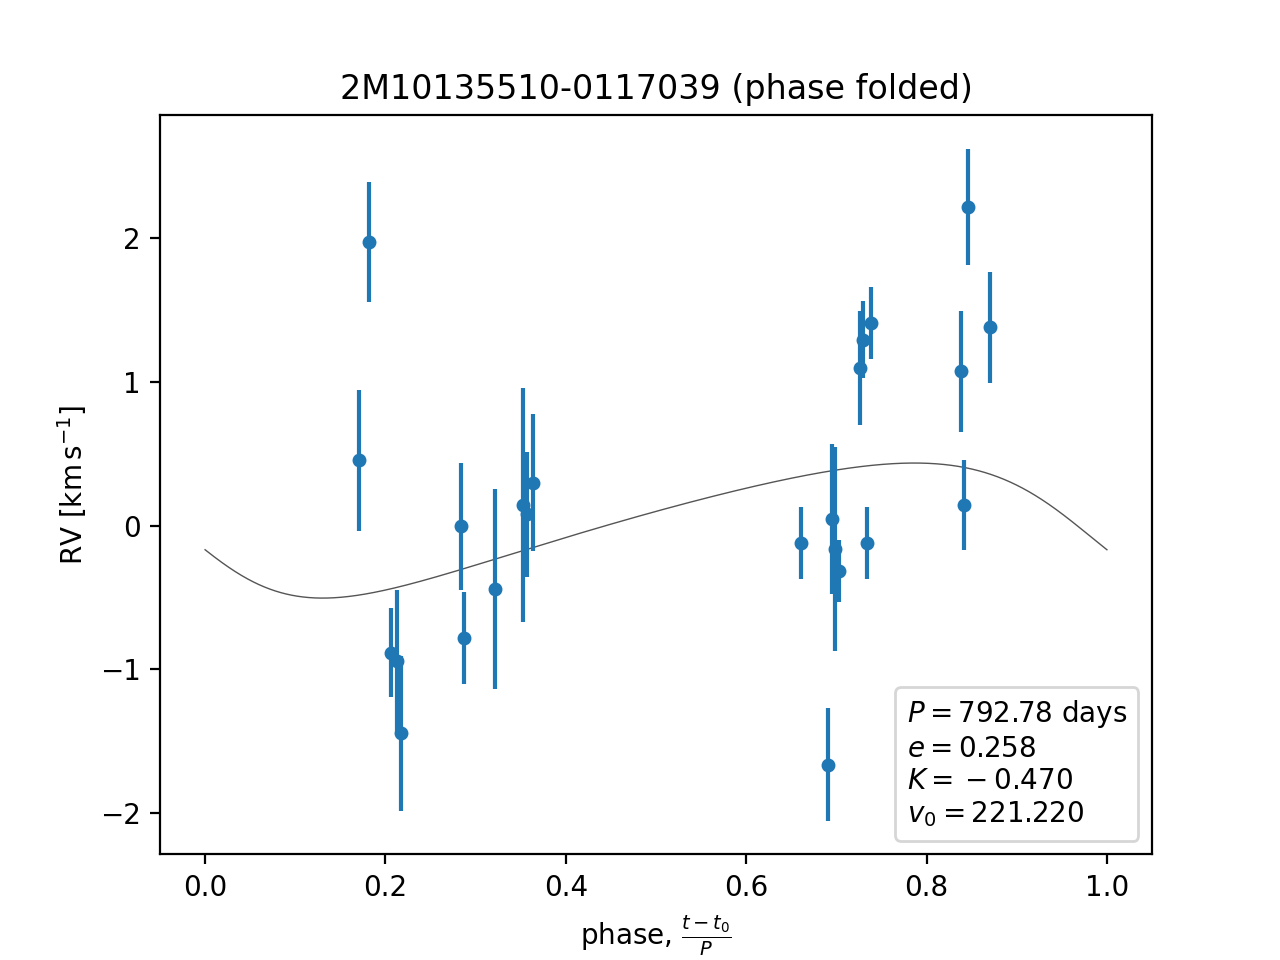 2M10135510-0117039 (phase folded)
RV [km s⁻¹]
2
1
0
−1
−2
P = 792.78 days
e = 0.258
K = −0.470
v₀ = 221.220
0.0 0.2 0.4 0.6 0.8 1.0
phase, (t − t₀)/P